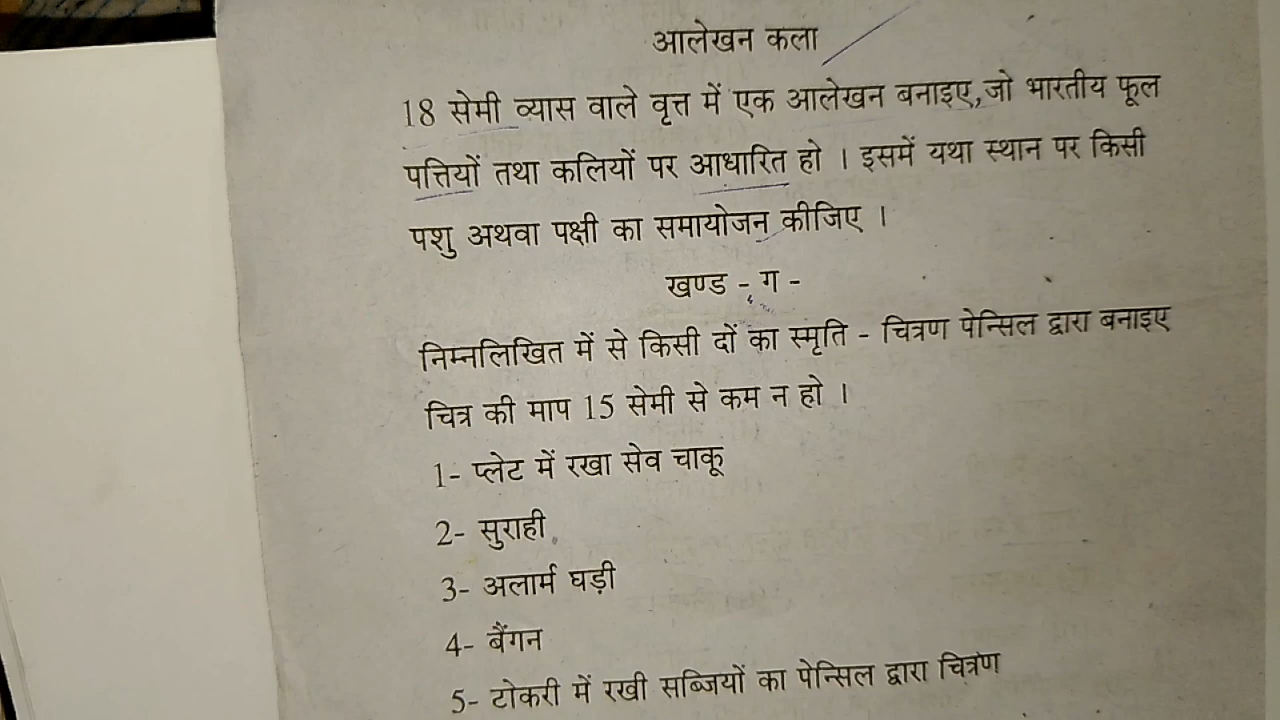 आलेखन कला
18 सेमी व्यास वाले वृत्त में एक आलेखन बनाइए, जो भारतीय फूल
पत्तियों तथा कलियों पर आधारित हो । इसमें यथा स्थान पर किसी
पशु अथवा पक्षी का समायोजन कीजिए ।
खण्ड - ग -
निम्नलिखित में से किसी दों का स्मृति - चित्रण पेन्सिल द्वारा बनाइए
चित्र की माप 15 सेमी से कम न हो ।
1- प्लेट में रखा सेव चाकू
2- सुराही
3- अलार्म घड़ी
4- बैंगन
5- टोकरी में रखी सब्जियों का पेन्सिल द्वारा चित्रण